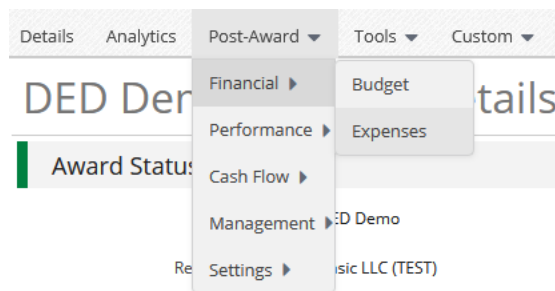 Details Analytics Post-Award Tools Custom
DED Der tails
Financial Budget
Performance Expenses
Award Status
Cash Flow
Management ED Demo
Re Settings sic LLC (TEST)